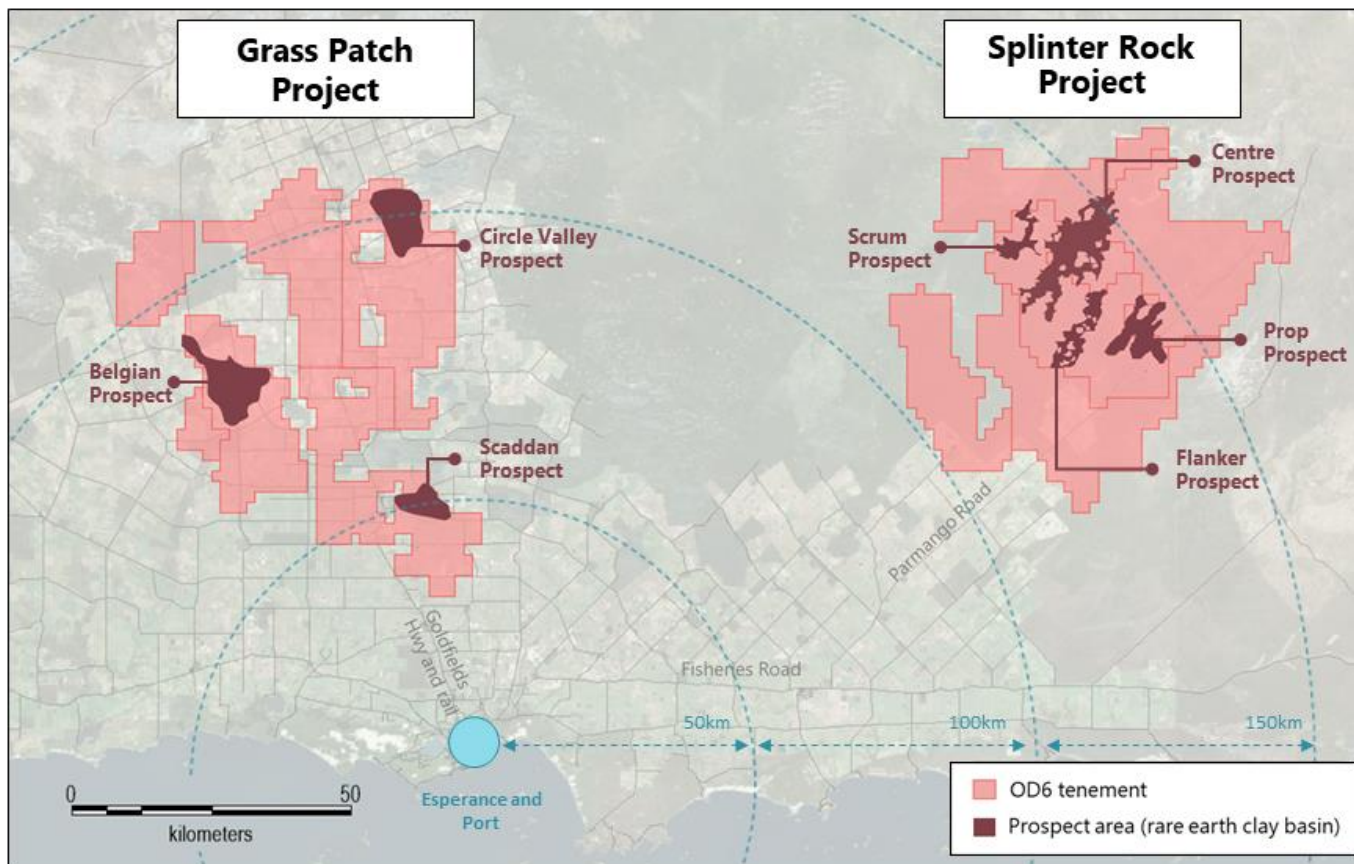 Grass Patch
Project
Splinter Rock
Project
Centre
Prospect
Circle Valley
Prospect
Scrum
Prospect
Prop
Prospect
Belgian
Prospect
Scaddan
Prospect
Flanker
Prospect
Parmango Road
Goldfields
Hwy and rail
Fishenes Road
50km
100km
150km
Esperance and
Port
0
50
kilometers
OD6 tenement
Prospect area (rare earth clay basin)